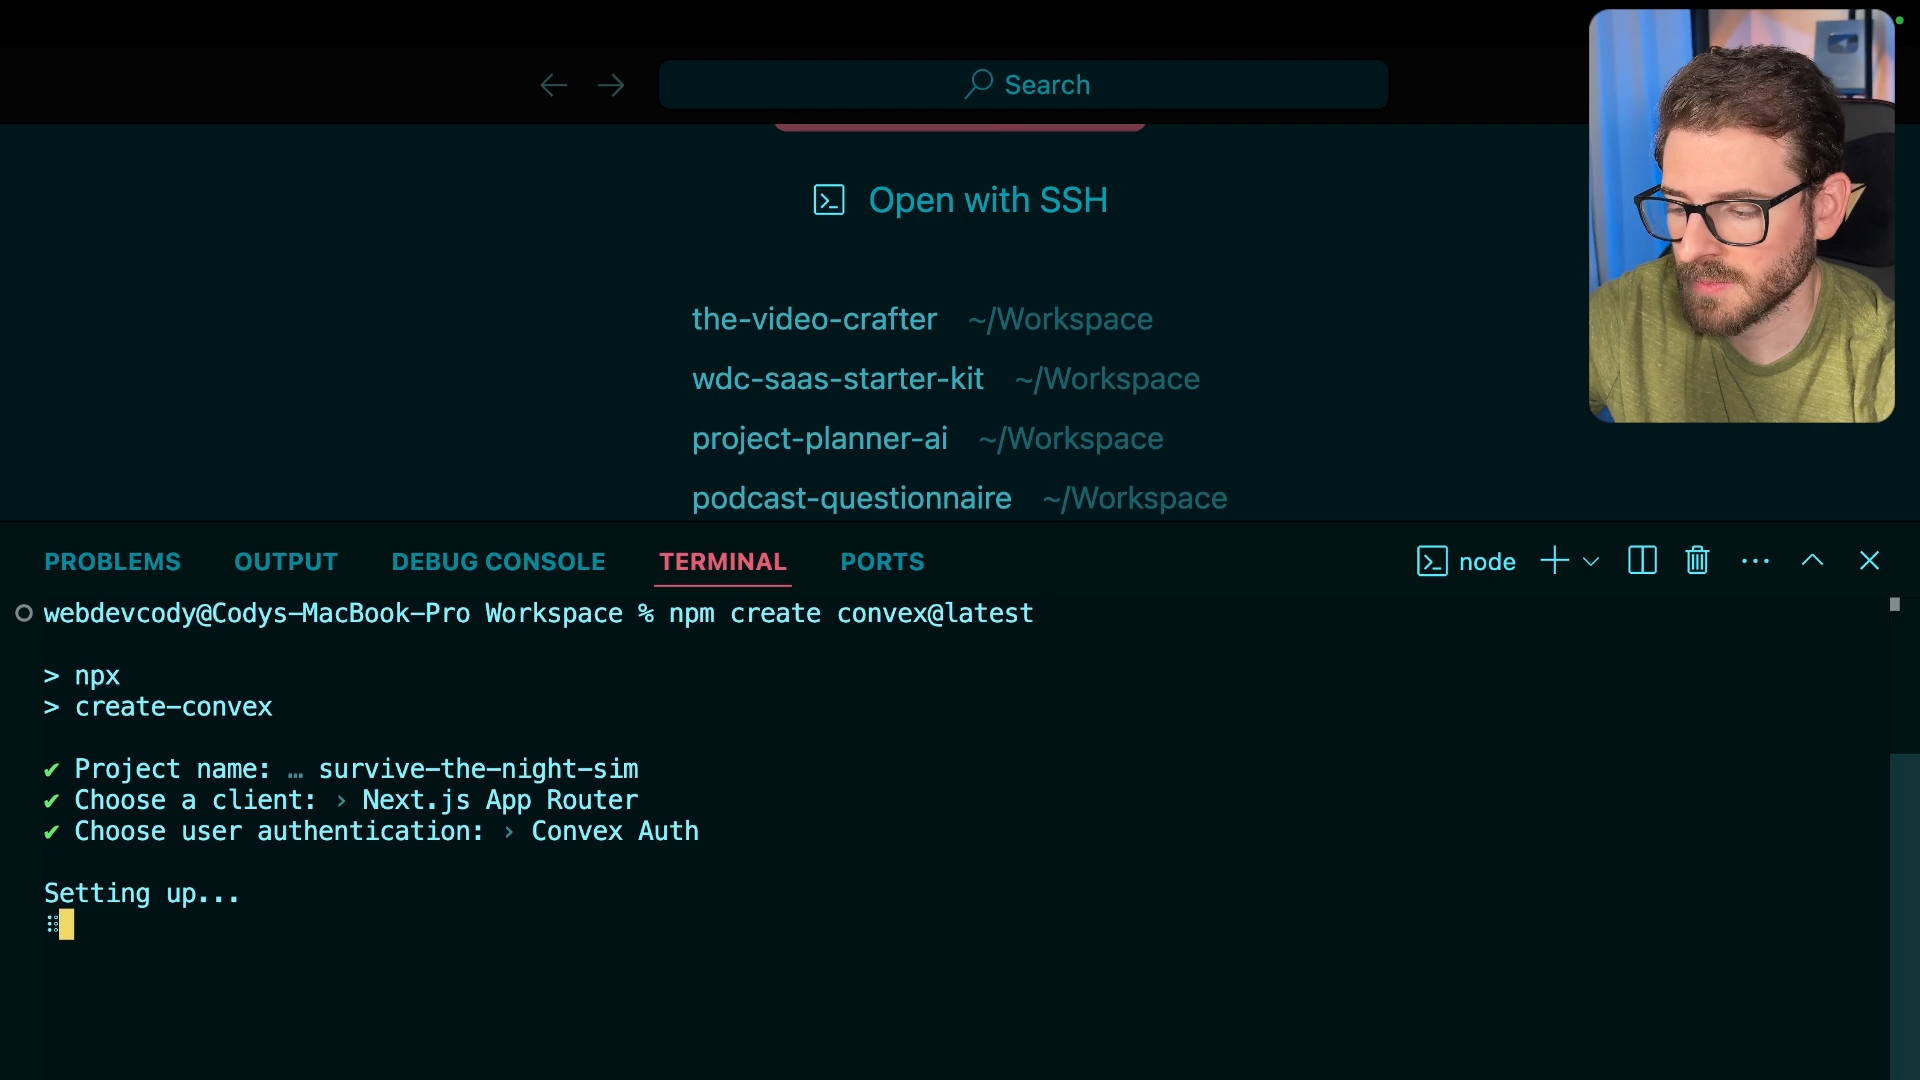 Search
Open with SSH
the-video-crafter ~/Workspace
wdc-saas-starter-kit ~/Workspace
project-planner-ai ~/Workspace
podcast-questionnaire ~/Workspace
PROBLEMS OUTPUT DEBUG CONSOLE TERMINAL PORTS node
webdevcody@Codys-MacBook-Pro Workspace % npm create convex@latest
> npx
> create-convex
✔ Project name: … survive-the-night-sim
✔ Choose a client: › Next.js App Router
✔ Choose user authentication: › Convex Auth
Setting up...